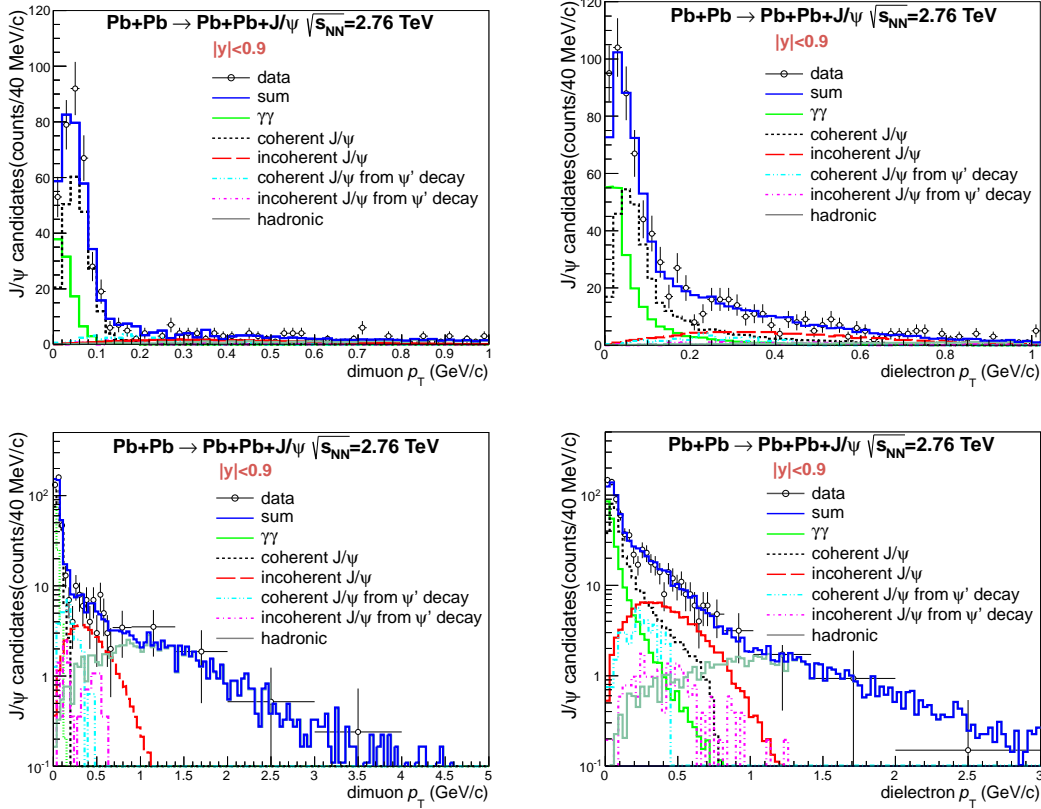 Pb+Pb → Pb+Pb+J/ψ √s_NN=2.76 TeV
|y|<0.9
data
sum
γγ
coherent J/ψ
incoherent J/ψ
coherent J/ψ from ψ' decay
incoherent J/ψ from ψ' decay
hadronic
J/ψ candidates(counts/40 MeV/c)
120
100
80
60
40
20
0
0 0.1 0.2 0.3 0.4 0.5 0.6 0.7 0.8 0.9 1
dimuon p_T (GeV/c)
Pb+Pb → Pb+Pb+J/ψ √s_NN=2.76 TeV
|y|<0.9
data
sum
γγ
coherent J/ψ
incoherent J/ψ
coherent J/ψ from ψ' decay
incoherent J/ψ from ψ' decay
hadronic
J/ψ candidates(counts/40 MeV/c)
120
100
80
60
40
20
0
0 0.2 0.4 0.6 0.8 1
dielectron p_T (GeV/c)
Pb+Pb → Pb+Pb+J/ψ √s_NN=2.76 TeV
|y|<0.9
data
sum
γγ
coherent J/ψ
incoherent J/ψ
coherent J/ψ from ψ' decay
incoherent J/ψ from ψ' decay
hadronic
J/ψ candidates(counts/40 MeV/c)
10²
10
1
10⁻¹
0 0.5 1 1.5 2 2.5 3 3.5 4 4.5 5
dimuon p_T (GeV/c)
Pb+Pb → Pb+Pb+J/ψ √s_NN=2.76 TeV
|y|<0.9
data
sum
γγ
coherent J/ψ
incoherent J/ψ
coherent J/ψ from ψ' decay
incoherent J/ψ from ψ' decay
hadronic
J/ψ candidates(counts/40 MeV/c)
10²
10
1
10⁻¹
0 0.5 1 1.5 2 2.5 3
dielectron p_T (GeV/c)